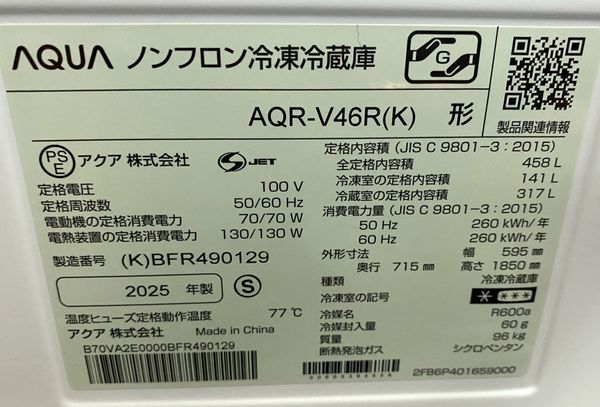 AQUA ノンフロン冷凍冷蔵庫
G
AQR-V46R(K) 形
製品関連情報
PSE アクア 株式会社 S JET
定格電圧 100 V
定格周波数 50/60 Hz
電動機の定格消費電力 70/70 W
電熱装置の定格消費電力 130/130 W
製造番号 (K)BFR490129
2025 年製 S
温度ヒューズ定格動作温度 77℃
アクア 株式会社 Made in China
B70VA2E0000BFR490129
定格内容積 (JIS C 9801-3 : 2015)
全定格内容積 458 L
冷凍室の定格内容積 141 L
冷蔵室の定格内容積 317 L
消費電力量 (JIS C 9801-3 : 2015)
50 Hz 260 kWh/年
60 Hz 260 kWh/年
外形寸法 幅 595 mm
奥行 715 mm 高さ 1850 mm
種類 冷凍冷蔵庫
冷凍室の記号 * ***
冷媒名 R600a
冷媒封入量 60 g
質量 96 kg
断熱発泡ガス シクロペンタン
2FB6P401659000